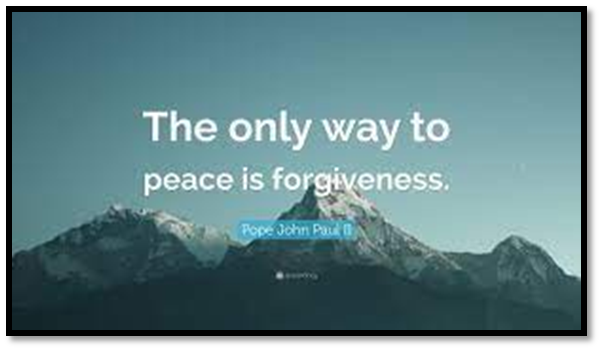 The only way to
peace is forgiveness.
Pope John Paul II